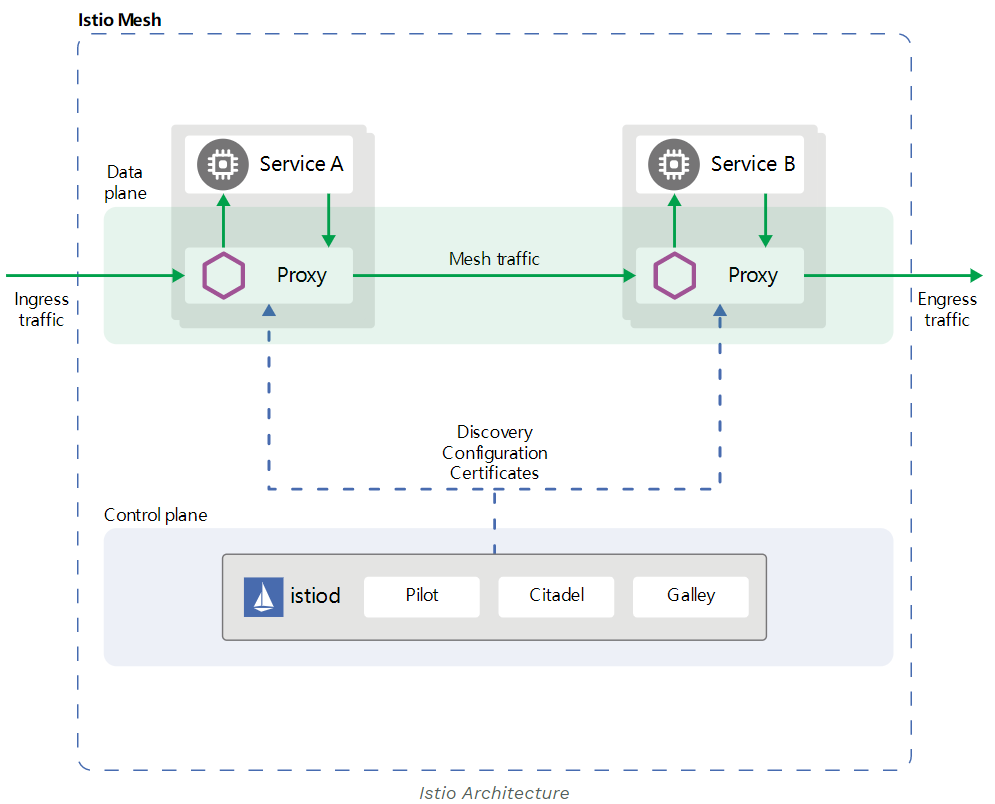 Istio Mesh
Service A
Service B
Data
plane
Mesh traffic
Proxy
Proxy
Ingress
traffic
Engress
traffic
Discovery
Configuration
Certificates
Control plane
istiod
Pilot
Citadel
Galley
Istio Architecture